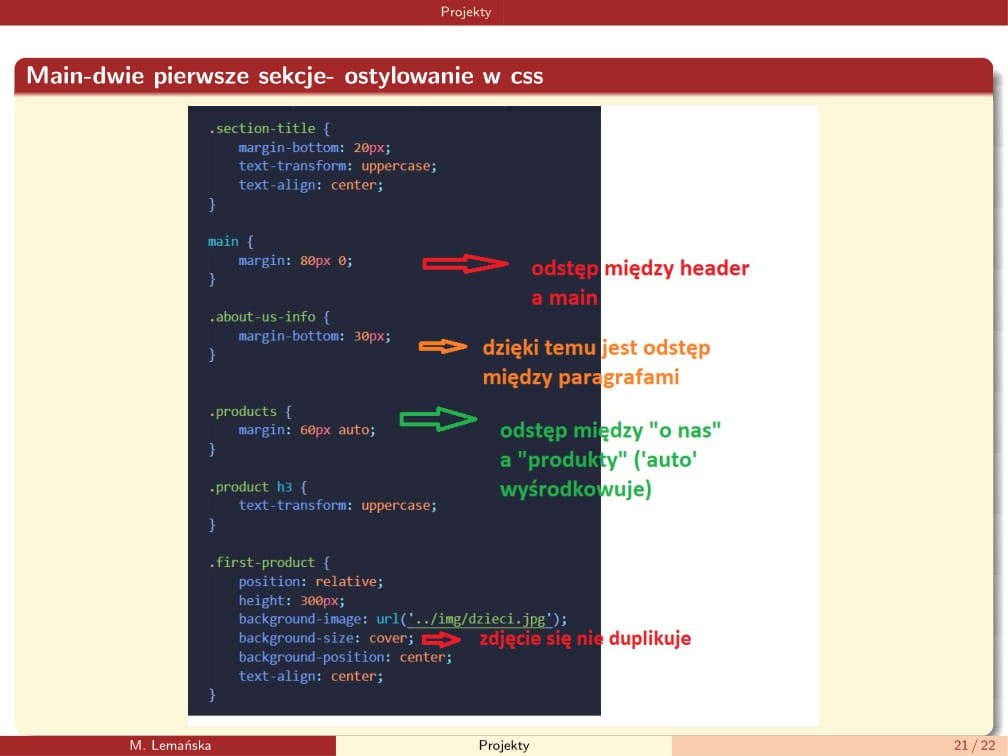 Projekty
Main-dwie pierwsze sekcje- ostylowanie w css
.section-title {
margin-bottom: 20px;
text-transform: uppercase;
text-align: center;
}
main {
margin: 80px 0;
}
odstęp między header
a main
.about-us-info {
margin-bottom: 30px;
}
dzięki temu jest odstęp
między paragrafami
.products {
margin: 60px auto;
}
odstęp między "o nas"
a "produkty" ('auto'
wyśrodkowuje)
.product h3 {
text-transform: uppercase;
}
.first-product {
position: relative;
height: 300px;
background-image: url('../img/dzieci.jpg');
background-size: cover;
zdjęcie się nie duplikuje
background-position: center;
text-align: center;
}
M. Lemańska
Projekty
21 / 22